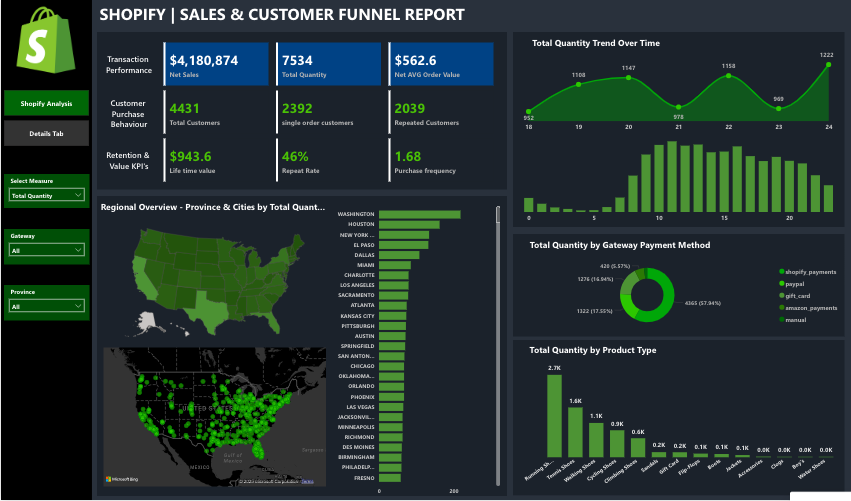 SHOPIFY | SALES & CUSTOMER FUNNEL REPORT
Shopify Analysis
Details Tab
Select Measure
Total Quantity
Gateway
All
Province
All
Transaction
Performance
$4,180,874
Net Sales
7534
Total Quantity
$562.6
Net AVG Order Value
Customer
Purchase
Behaviour
4431
Total Customers
2392
single order customers
2039
Repeated Customers
Retention &
Value KPI's
$943.6
Life time value
46%
Repeat Rate
1.68
Purchase frequency
Regional Overview - Province & Cities by Total Quant...
UNITED STATES
Gulf of
Mexico
MEXICO
Microsoft Bing
Terms
WASHINGTON
HOUSTON
NEW YORK ...
EL PASO
DALLAS
MIAMI
CHARLOTTE
LOS ANGELES
SACRAMENTO
ATLANTA
KANSAS CITY
PITTSBURGH
AUSTIN
SPRINGFIELD
SAN ANTON...
CHICAGO
OKLAHOMA...
ORLANDO
PHOENIX
LAS VEGAS
JACKSONVIL...
MINNEAPOLIS
RICHMOND
DES MOINES
BIRMINGHAM
PHILADELP...
FRESNO
0 200
Total Quantity Trend Over Time
952 1108 1147 978 1158 969 1222
18 19 20 21 22 23 24
0 5 10 15 20
Total Quantity by Gateway Payment Method
420 (5.57%)
1276 (16.94%)
1322 (17.55%)
4365 (57.94%)
shopify_payments
paypal
gift_card
amazon_payments
manual
Total Quantity by Product Type
2.7K 1.6K 1.1K 0.9K 0.6K 0.2K 0.2K 0.1K 0.1K 0.1K 0.0K 0.0K 0.0K 0.0K
Running Sh... Tennis Shoes Walking Shoes Cycling Shoes Climbing Shoes Sandals Gift Card Flip Flops Boots Jackets Accessories Clogs Boy's Water Shoes